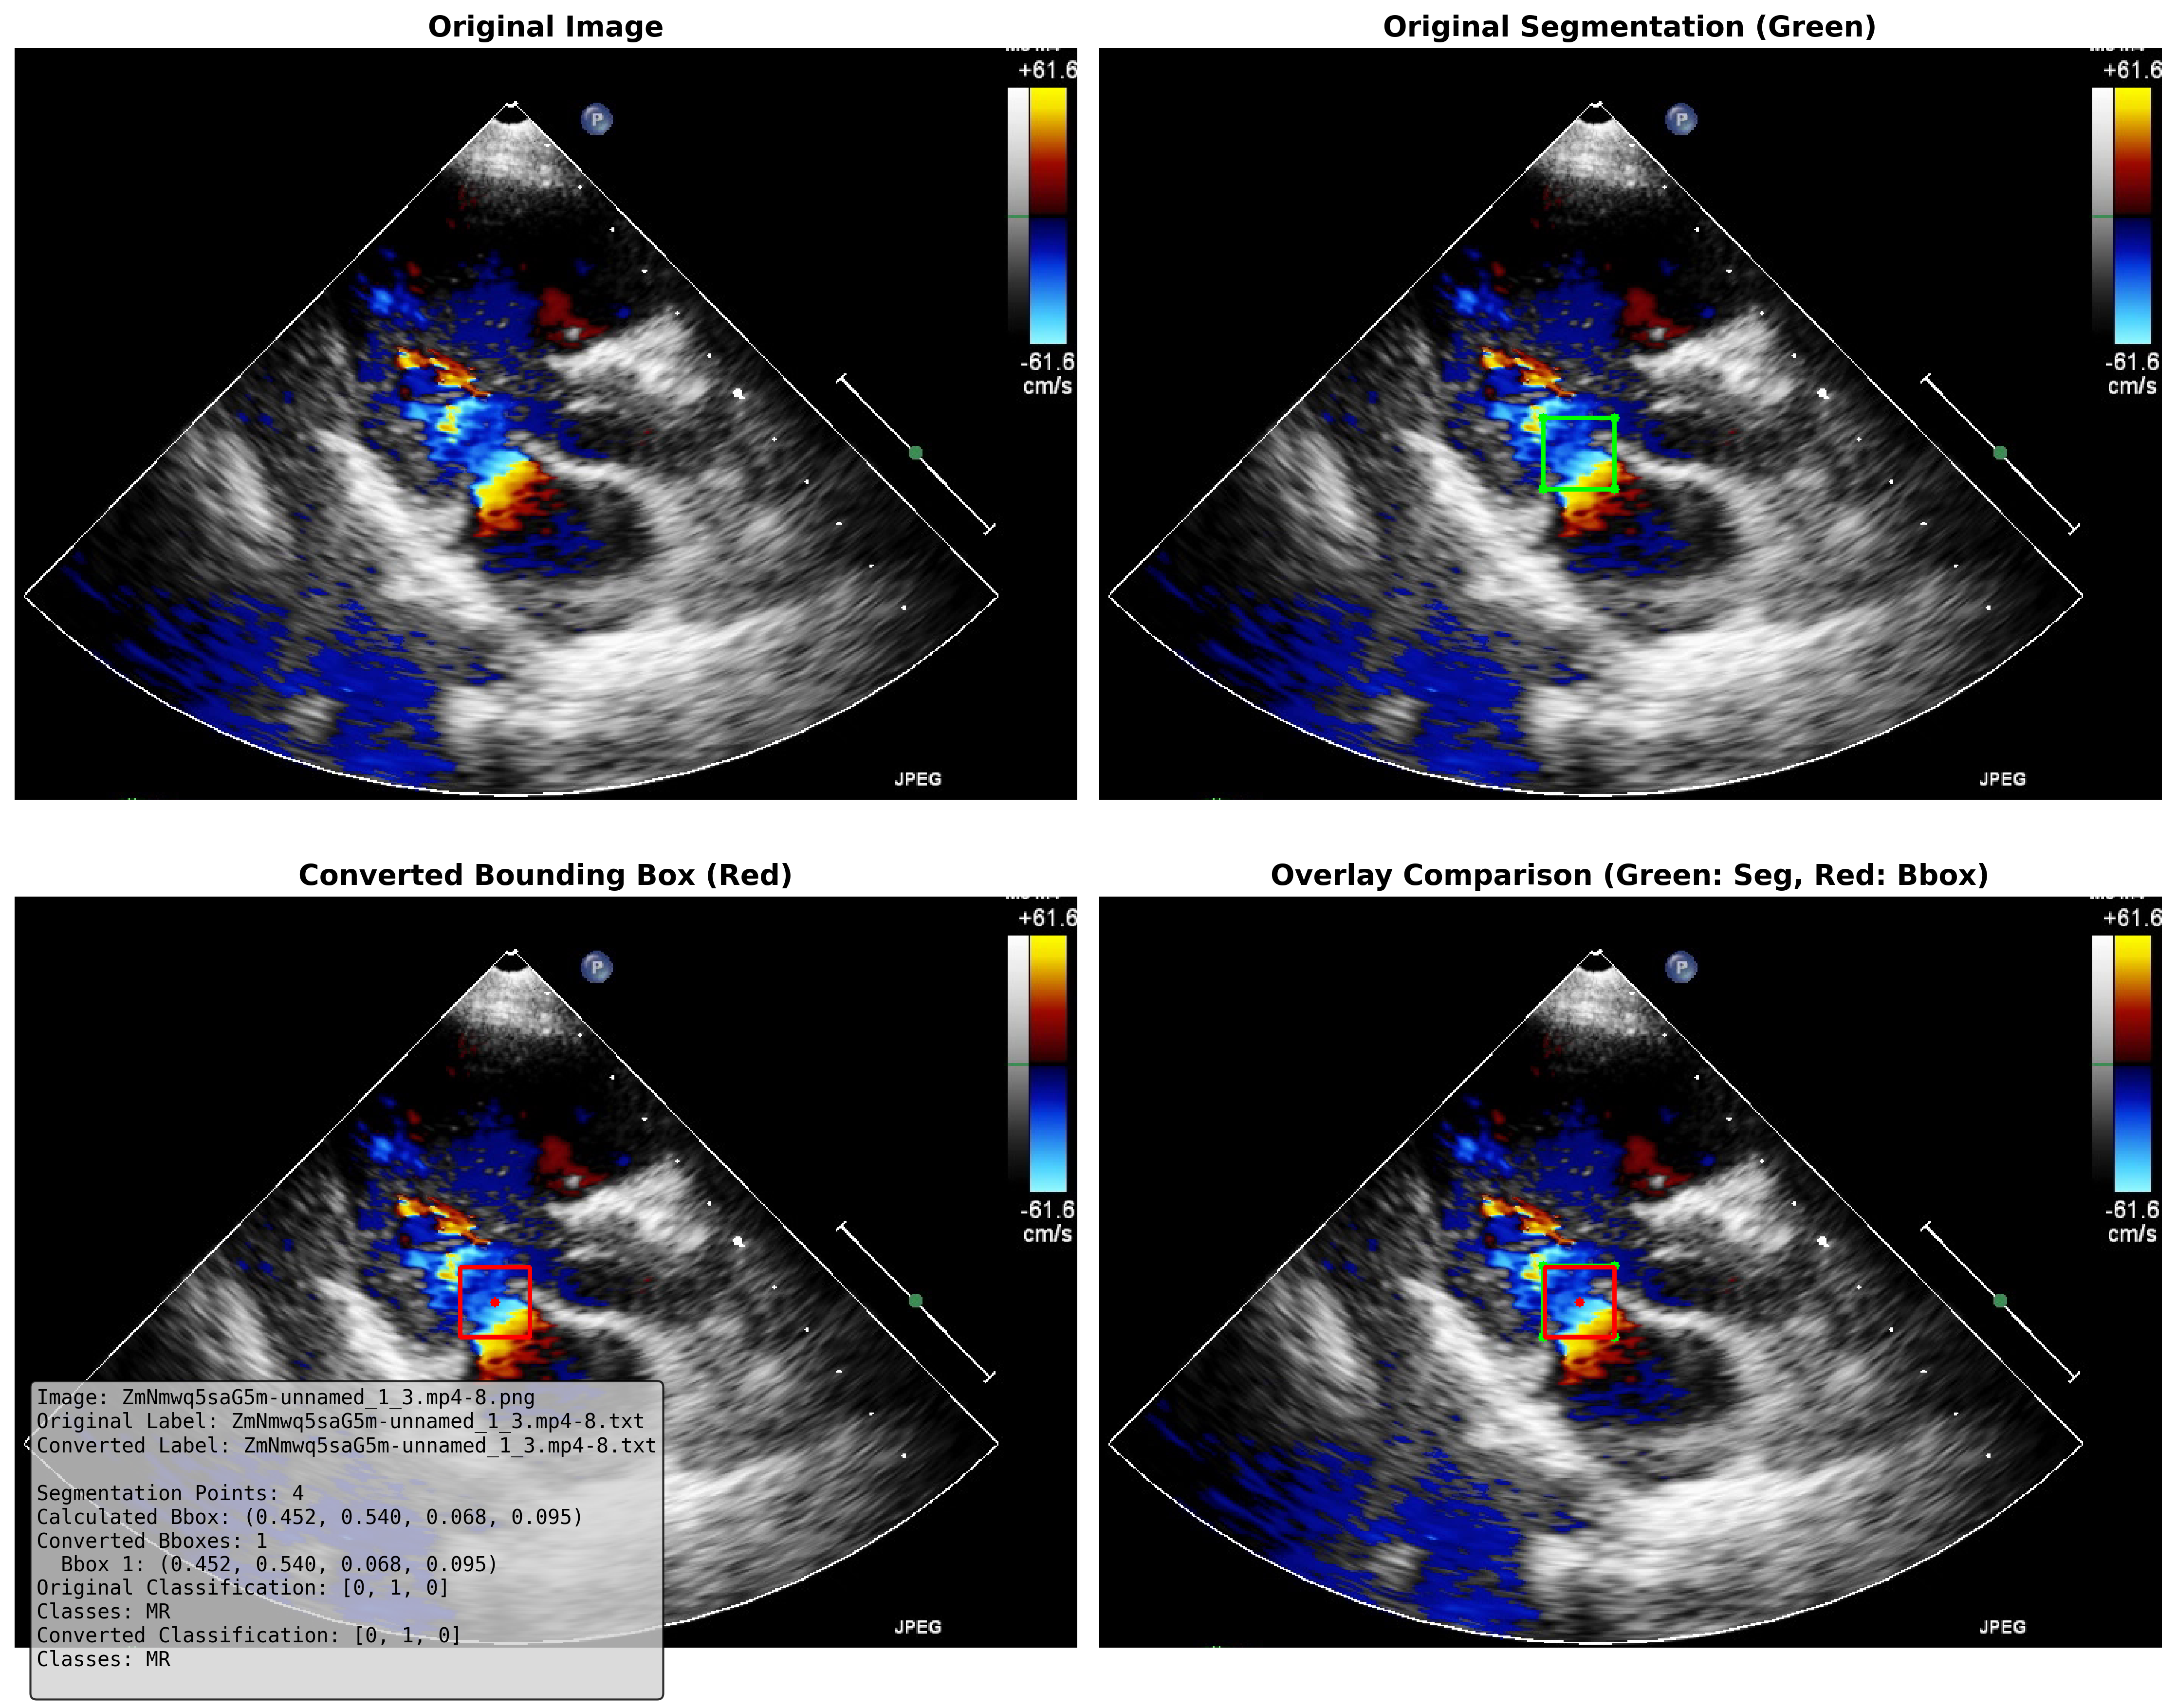 Original Image
+61.6
P
-61.6
cm/s
JPEG
Original Segmentation (Green)
+61.6
P
-61.6
cm/s
JPEG
Converted Bounding Box (Red)
+61.6
P
-61.6
cm/s
JPEG
Image: ZmNmwq5saG5m-unnamed_1_3.mp4-8.png
Original Label: ZmNmwq5saG5m-unnamed_1_3.mp4-8.txt
Converted Label: ZmNmwq5saG5m-unnamed_1_3.mp4-8.txt
Segmentation Points: 4
Calculated Bbox: (0.452, 0.540, 0.068, 0.095)
Converted Bboxes: 1
Bbox 1: (0.452, 0.540, 0.068, 0.095)
Original Classification: [0, 1, 0]
Classes: MR
Converted Classification: [0, 1, 0]
Classes: MR
Overlay Comparison (Green: Seg, Red: Bbox)
+61.6
P
-61.6
cm/s
JPEG